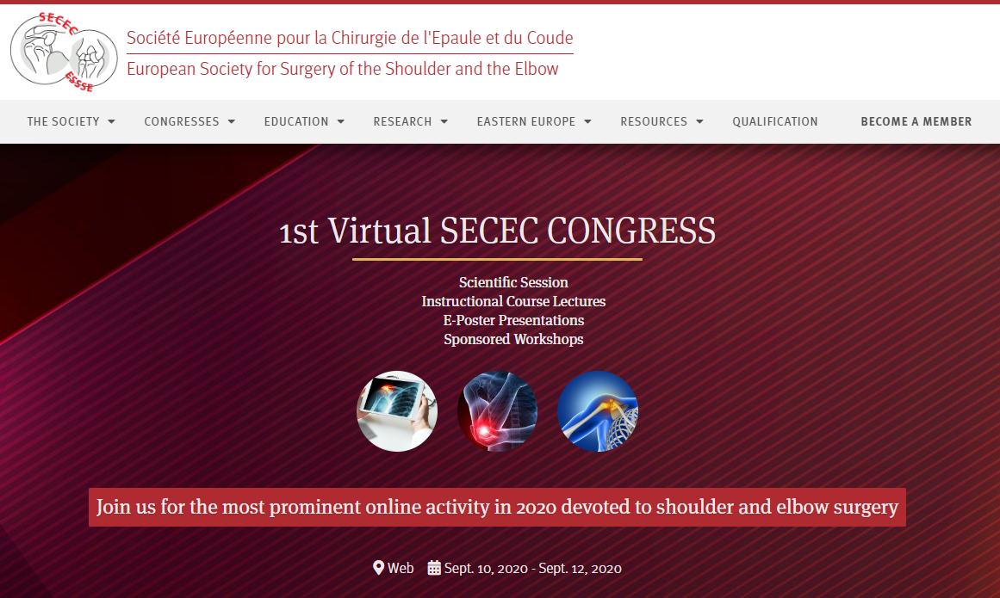 SECEC
ESSSE
Société Européenne pour la Chirurgie de l'Epaule et du Coude
European Society for Surgery of the Shoulder and the Elbow
THE SOCIETY CONGRESSES EDUCATION RESEARCH EASTERN EUROPE RESOURCES QUALIFICATION BECOME A MEMBER
1st Virtual SECEC CONGRESS
Scientific Session
Instructional Course Lectures
E-Poster Presentations
Sponsored Workshops
Join us for the most prominent online activity in 2020 devoted to shoulder and elbow surgery
Web Sept. 10, 2020 - Sept. 12, 2020